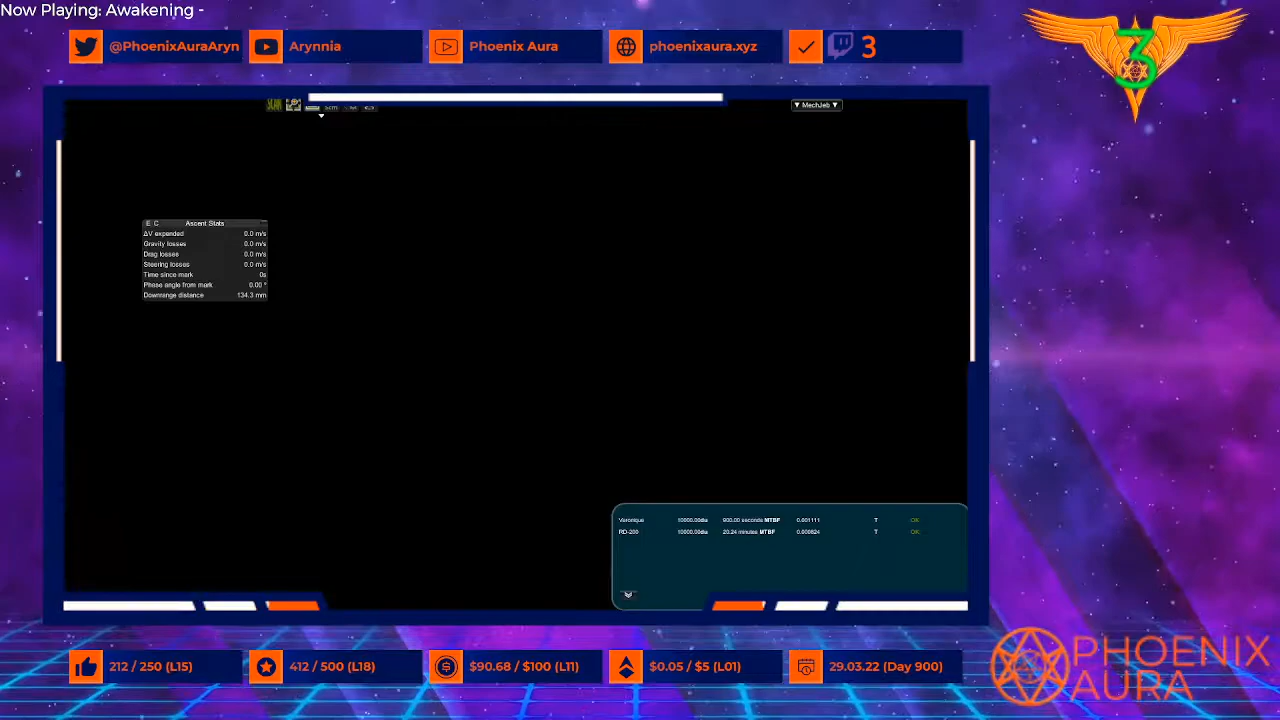 Now Playing: Awakening -
@PhoenixAuraAryn
Arynnia
Phoenix Aura
phoenixaura.xyz
3
3
SCAN
▼ MechJeb ▼
E C Ascent Stats
ΔV expended 0.0 m/s
Gravity losses 0.0 m/s
Drag losses 0.0 m/s
Steering losses 0.0 m/s
Time since mark 0s
Phase angle from mark 0.00 °
Downrange distance 134.3 mm
Veronique 10000.00du 900.00 seconds MTBF 0.001111 T OK
RD-200 10000.00du 20.24 minutes MTBF 0.000824 T OK
212 / 250 (L15)
412 / 500 (L18)
$90.68 / $100 (L11)
$0.05 / $5 (L01)
29.03.22 (Day 900)
PHOENIX
AURA